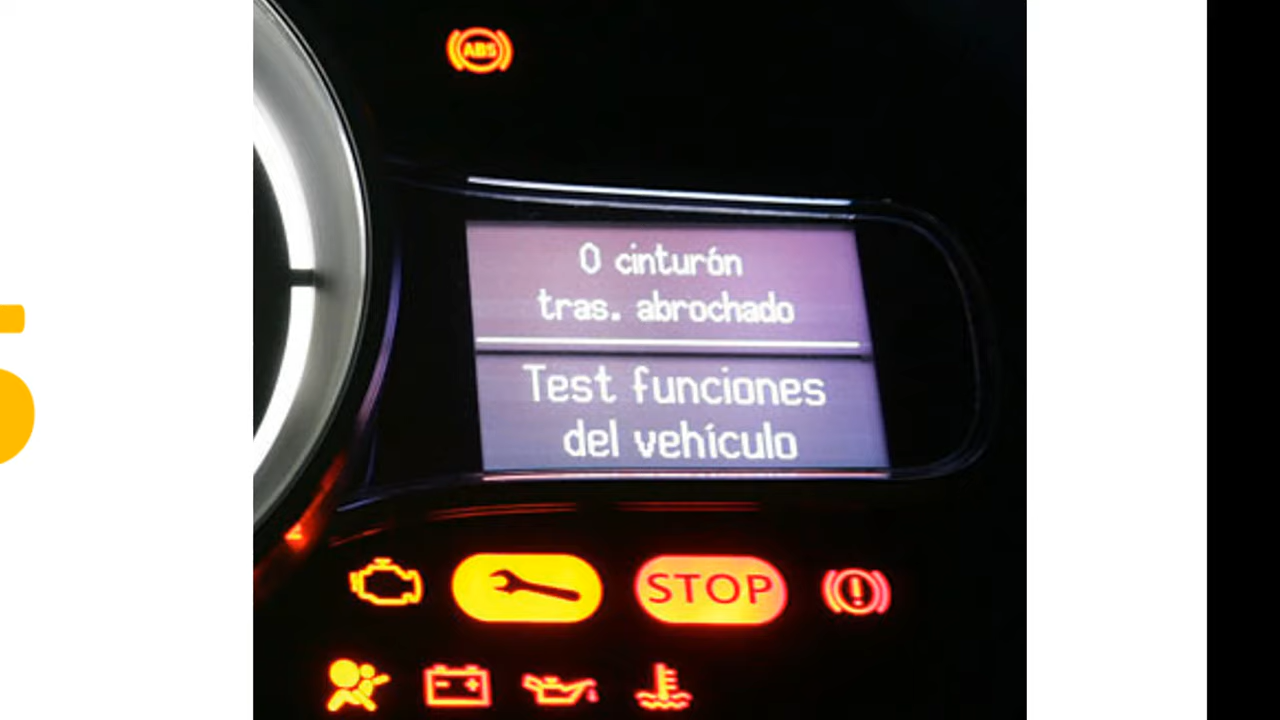 ABS
0 cinturón
tras. abrochado
Test funciones
del vehículo
STOP